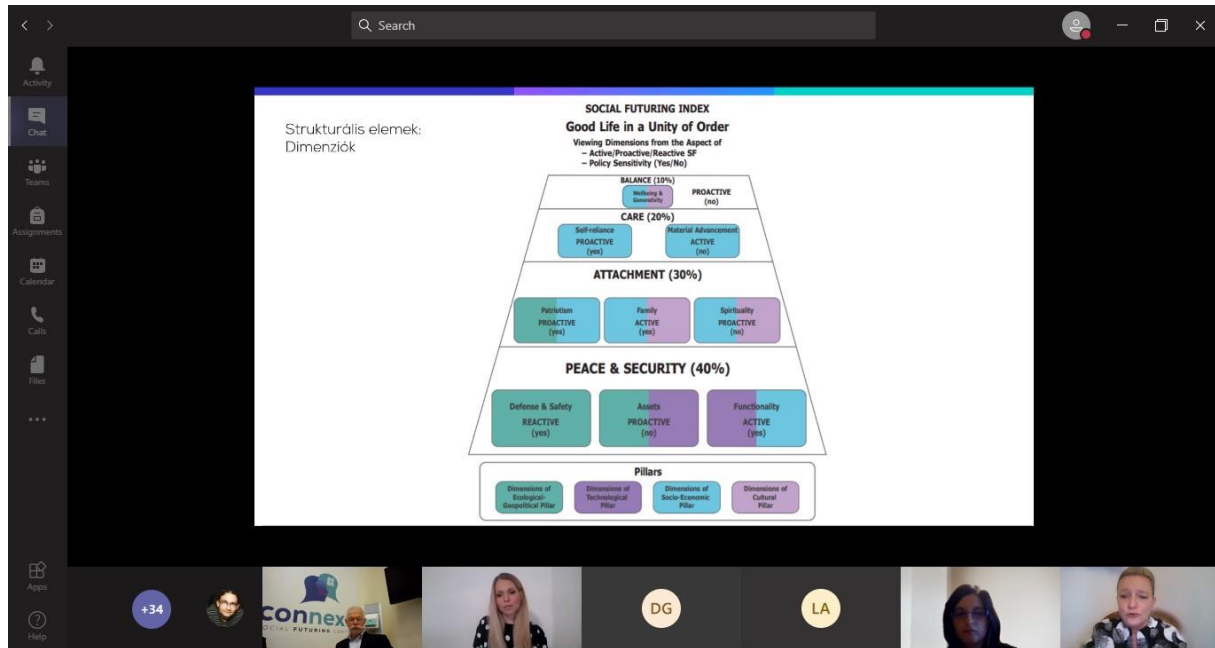 Search
Activity
Chat
Teams
Assignments
Calendar
Calls
Files
Apps
Help
Strukturális elemek:
Dimenziók
SOCIAL FUTURING INDEX
Good Life in a Unity of Order
Viewing Dimensions from the Aspect of
– Active/Proactive/Reactive SF
– Policy Sensitivity (Yes/No)
BALANCE (10%)
Wellbeing &
Generativity
PROACTIVE
(no)
CARE (20%)
Self-reliance
PROACTIVE
(yes)
Material Advancement
ACTIVE
(no)
ATTACHMENT (30%)
Patriotism
PROACTIVE
(yes)
Family
ACTIVE
(yes)
Spirituality
PROACTIVE
(no)
PEACE & SECURITY (40%)
Defense & Safety
REACTIVE
(yes)
Assets
PROACTIVE
(no)
Functionality
ACTIVE
(yes)
Pillars
Dimensions of
Ecological-
Geopolitical Pillar
Dimensions of
Technological
Pillar
Dimensions of
Socio-Economic
Pillar
Dimensions of
Cultural
Pillar
+34
connex
SOCIAL FUTURING
DG
LA